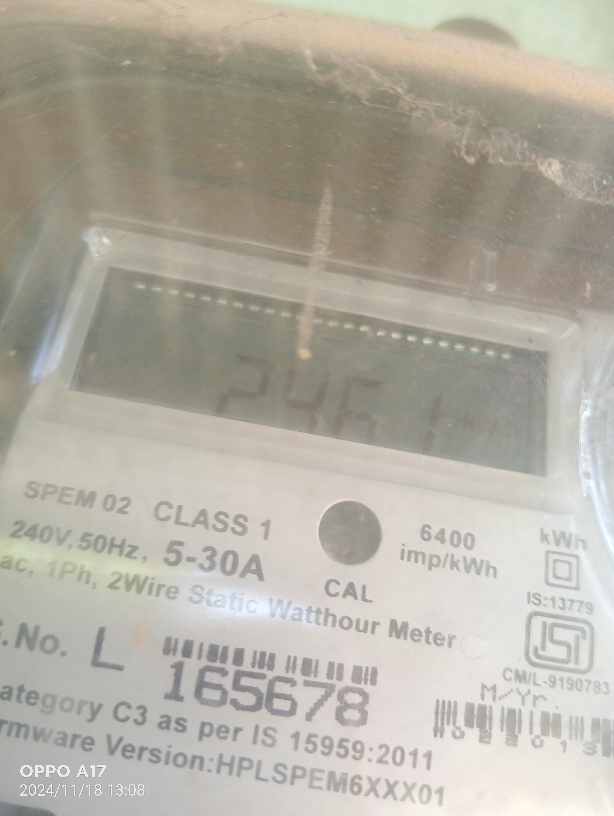 2461
SPEM 02 CLASS 1
240V, 50Hz, 5-30A
6400
imp/kWh
kWh
ac, 1Ph, 2Wire Static Watthour Meter
CAL
IS:13779
ISI
CM/L-9190783
.No. L 165678
M/Yr.
ategory C3 as per IS 15959:2011
rmware Version:HPLSPEM6XXX01
OPPO A17
2024/11/18 13:08